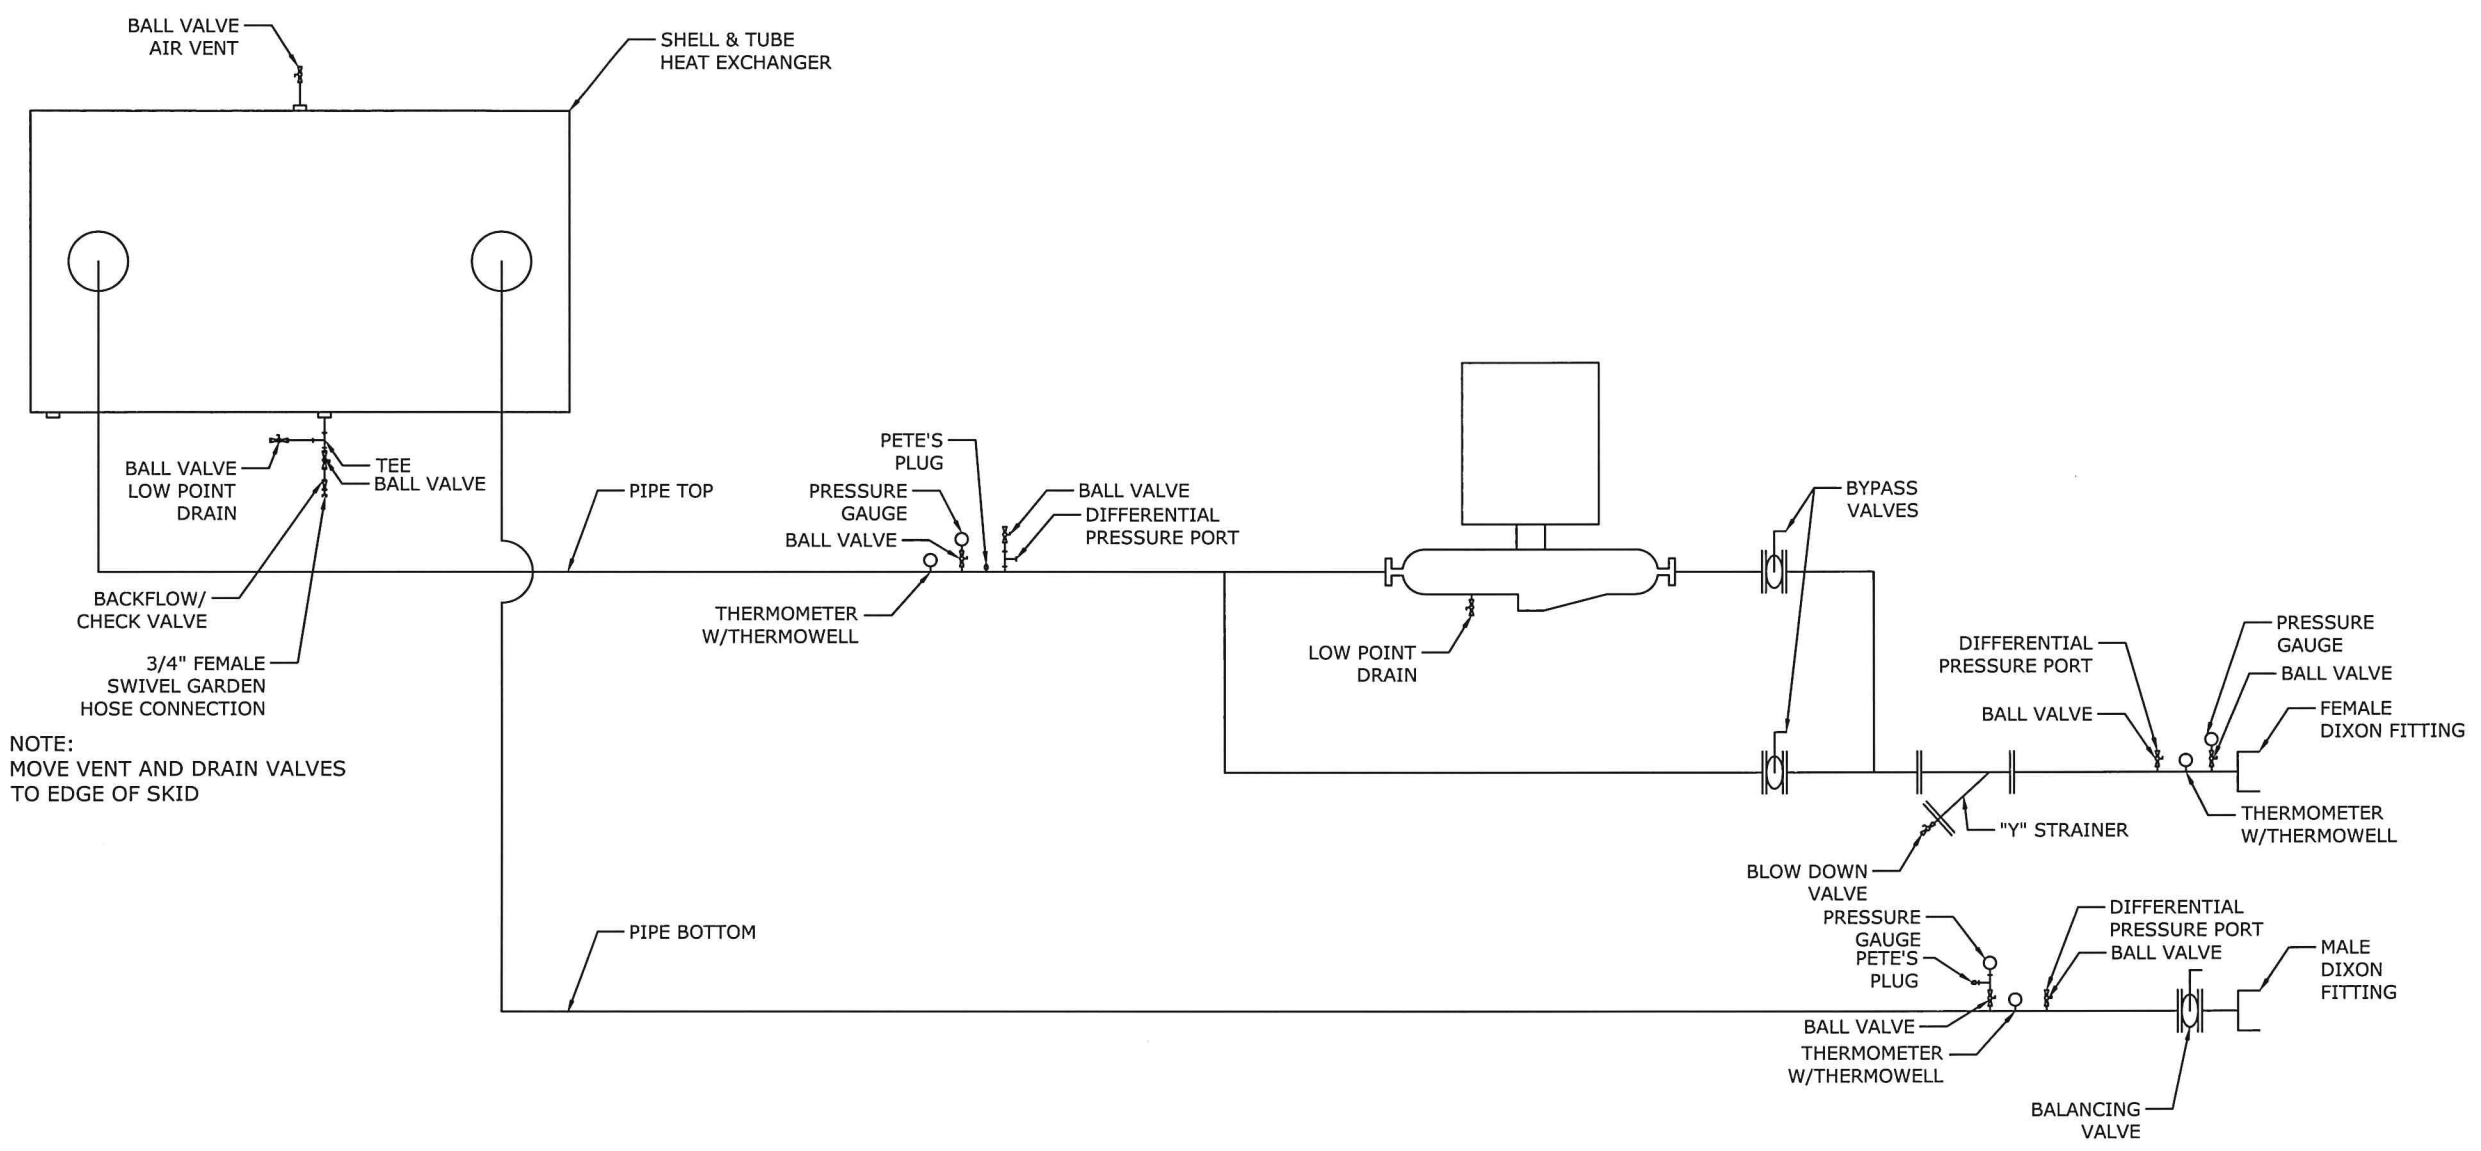 BALL VALVE
AIR VENT
SHELL & TUBE
HEAT EXCHANGER
BALL VALVE
LOW POINT
DRAIN
TEE
BALL VALVE
BACKFLOW/
CHECK VALVE
3/4" FEMALE
SWIVEL GARDEN
HOSE CONNECTION
NOTE:
MOVE VENT AND DRAIN VALVES
TO EDGE OF SKID
PIPE TOP
PETE'S
PLUG
PRESSURE
GAUGE
BALL VALVE
BALL VALVE
DIFFERENTIAL
PRESSURE PORT
THERMOMETER
W/THERMOWELL
LOW POINT
DRAIN
BYPASS
VALVES
DIFFERENTIAL
PRESSURE PORT
BALL VALVE
PRESSURE
GAUGE
BALL VALVE
FEMALE
DIXON FITTING
THERMOMETER
W/THERMOWELL
"Y" STRAINER
BLOW DOWN
VALVE
PIPE BOTTOM
PRESSURE
GAUGE
PETE'S
PLUG
BALL VALVE
THERMOMETER
W/THERMOWELL
DIFFERENTIAL
PRESSURE PORT
BALL VALVE
MALE
DIXON
FITTING
BALANCING
VALVE